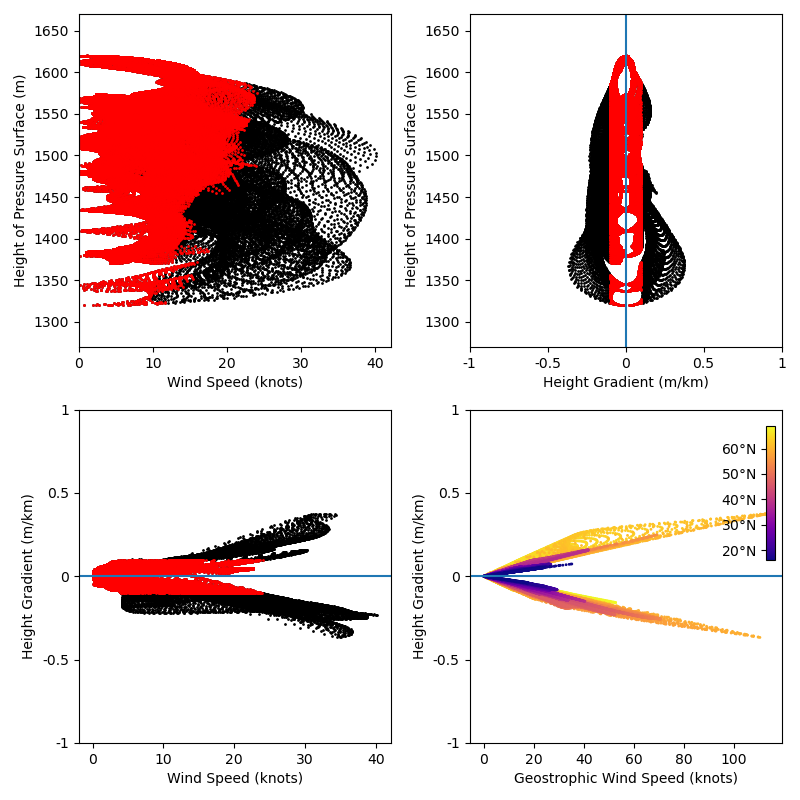 1650
1600
1550
1500
1450
1400
1350
1300
Height of Pressure Surface (m)
0 10 20 30 40
Wind Speed (knots)
1650
1600
1550
1500
1450
1400
1350
1300
Height of Pressure Surface (m)
-1 -0.5 0 0.5 1
Height Gradient (m/km)
1
0.5
0
-0.5
-1
Height Gradient (m/km)
0 10 20 30 40
Wind Speed (knots)
1
0.5
0
-0.5
-1
Height Gradient (m/km)
60°N
50°N
40°N
30°N
20°N
0 20 40 60 80 100
Geostrophic Wind Speed (knots)